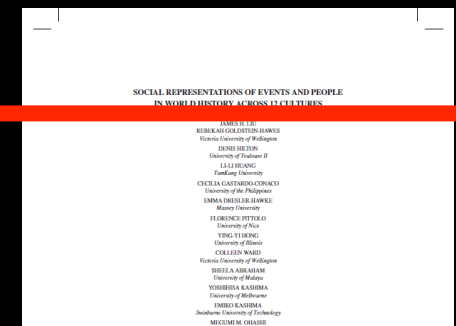 SOCIAL REPRESENTATIONS OF EVENTS AND PEOPLE
IN WORLD HISTORY ACROSS 12 CULTURES
JAMES H. LIU
REBEKAH GOLDSTEIN-HAWES
Victoria University of Wellington
DENIS HILTON
University of Toulouse II
LI-LI HUANG
TamKang University
CECILIA GASTARDO-CONACO
University of the Philippines
EMMA DRESLER-HAWKE
Massey University
FLORENCE PITTOLO
University of Nice
YING-YI HONG
University of Illinois
COLLEEN WARD
Victoria University of Wellington
SHEELA ABRAHAM
University of Malaya
YOSHIHISA KASHIMA
University of Melbourne
EMIKO KASHIMA
Swinburne University of Technology
MEGUMI M. OHASHI